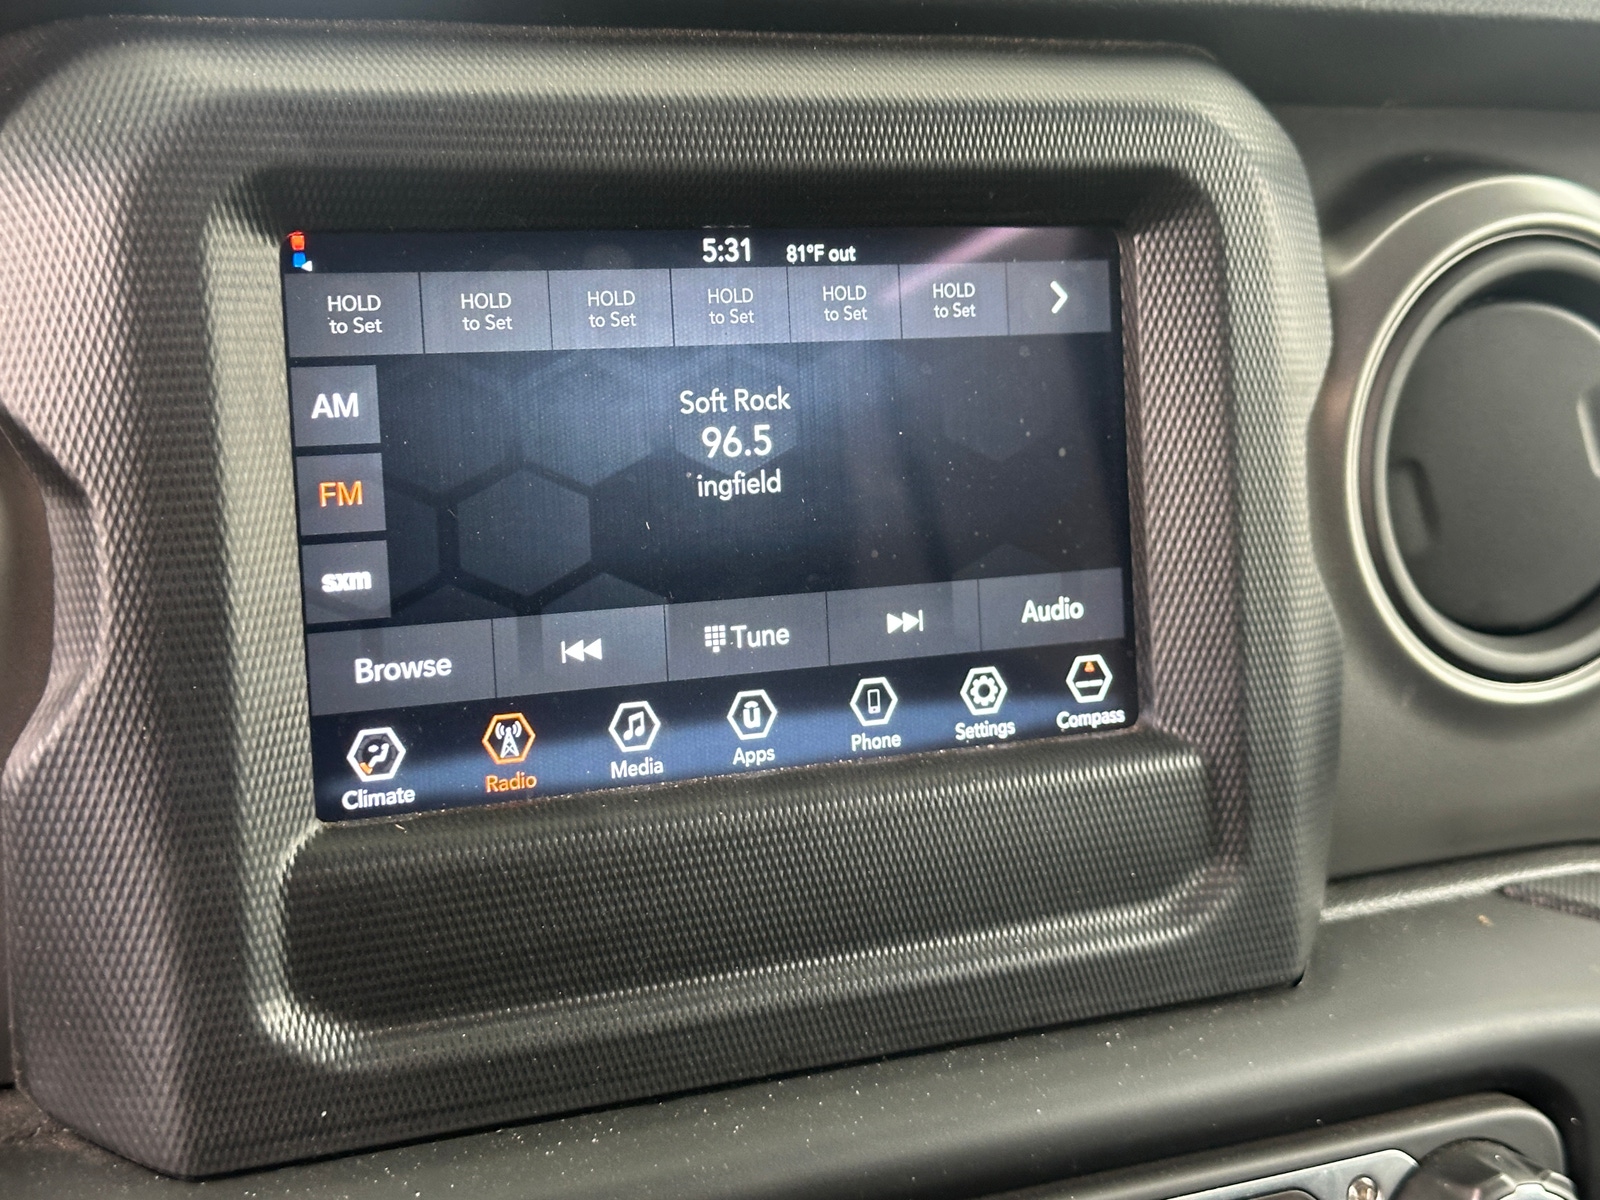 5:31 81°F out
HOLD HOLD HOLD HOLD HOLD HOLD
to Set to Set to Set to Set to Set to Set
AM
Soft Rock
96.5
ingfield
FM
sxm
Browse Tune Audio
Climate Radio Media Apps Phone Settings Compass